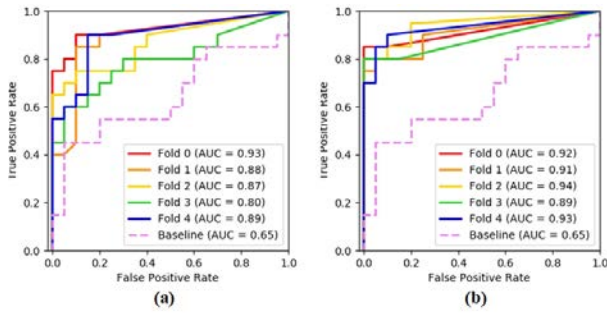 1.0
0.8
0.6
0.4
0.2
0.0
True Positive Rate
Fold 0 (AUC = 0.93)
Fold 1 (AUC = 0.88)
Fold 2 (AUC = 0.87)
Fold 3 (AUC = 0.80)
Fold 4 (AUC = 0.89)
Baseline (AUC = 0.65)
0.0 0.2 0.4 0.6 0.8 1.0
False Positive Rate
(a)
1.0
0.8
0.6
0.4
0.2
0.0
True Positive Rate
Fold 0 (AUC = 0.92)
Fold 1 (AUC = 0.91)
Fold 2 (AUC = 0.94)
Fold 3 (AUC = 0.89)
Fold 4 (AUC = 0.93)
Baseline (AUC = 0.65)
0.0 0.2 0.4 0.6 0.8 1.0
False Positive Rate
(b)